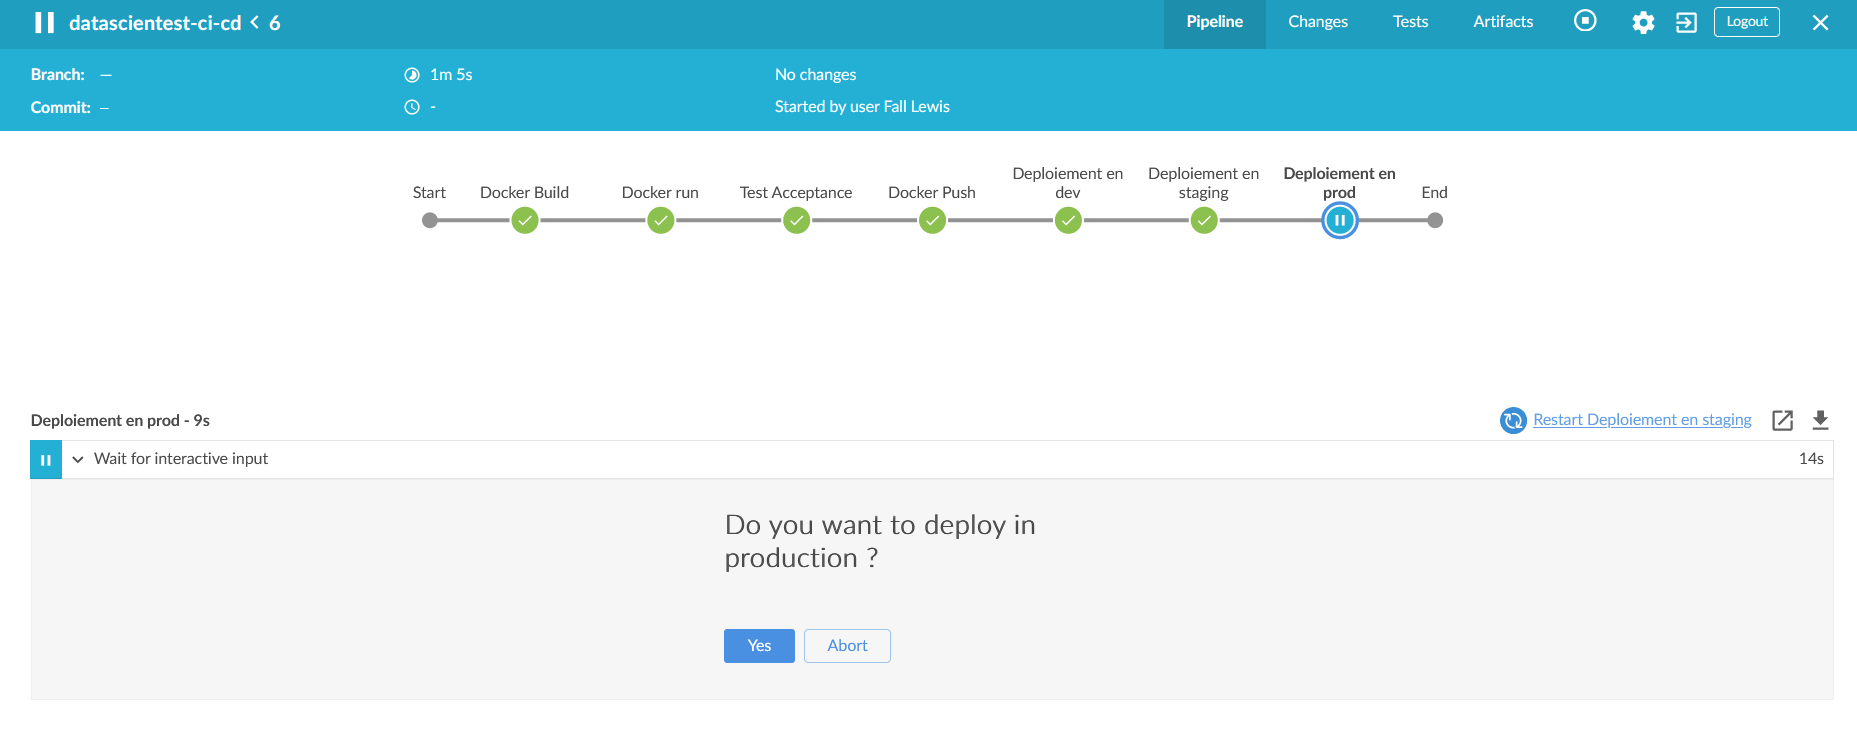 datascientest-ci-cd < 6
Pipeline
Changes
Tests
Artifacts
Logout
Branch: —
1m 5s
No changes
Commit: —
-
Started by user Fall Lewis
Start
Docker Build
Docker run
Test Acceptance
Docker Push
Deploiement en
dev
Deploiement en
staging
Deploiement en
prod
End
Deploiement en prod - 9s
Restart Deploiement en staging
Wait for interactive input
14s
Do you want to deploy in
production ?
Yes
Abort